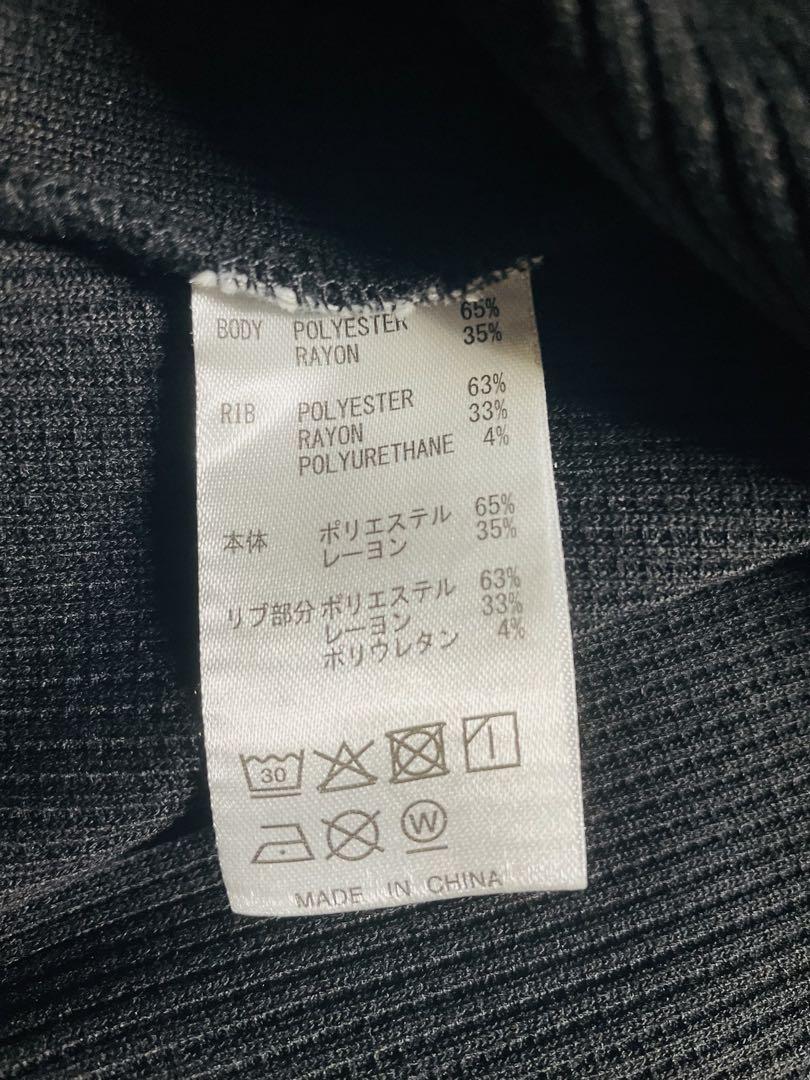 BODY POLYESTER 65%
RAYON 35%
RIB POLYESTER 63%
RAYON 33%
POLYURETHANE 4%
本体 ポリエステル 65%
レーヨン 35%
リブ部分 ポリエステル 63%
レーヨン 33%
ポリウレタン 4%
30
W
MADE IN CHINA